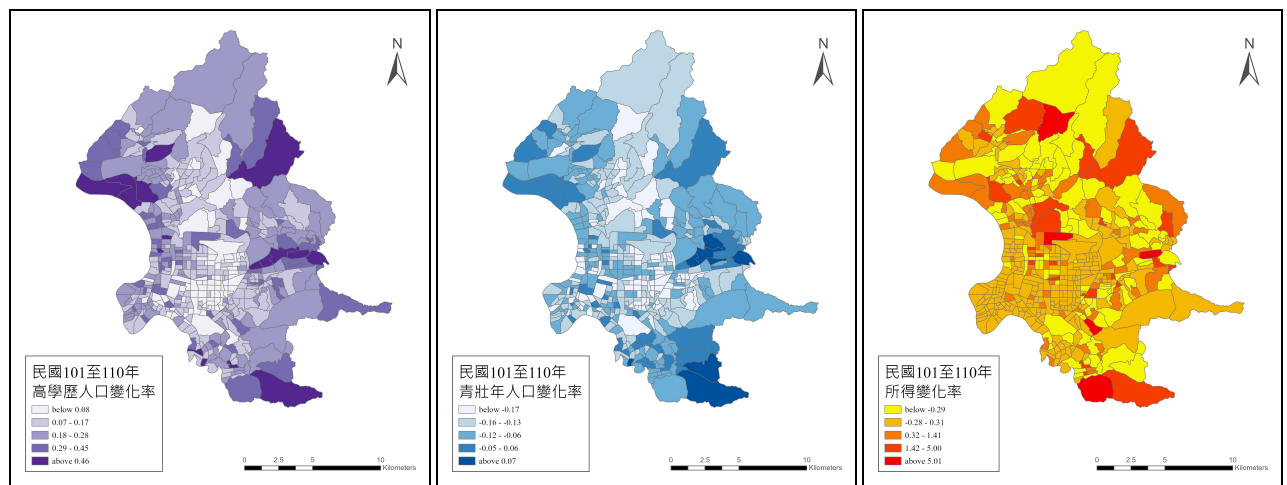 N
民國101至110年
高學歷人口變化率
below 0.08
0.07 - 0.17
0.18 - 0.28
0.29 - 0.45
above 0.46
0 2.5 5 10
Kilometers
N
民國101至110年
青壯年人口變化率
below -0.17
-0.16 - -0.13
-0.12 - -0.06
-0.05 - 0.06
above 0.07
0 2.5 5 10
Kilometers
N
民國101至110年
所得變化率
below -0.29
-0.28 - 0.31
0.32 - 1.41
1.42 - 5.00
above 5.01
0 2.5 5 10
Kilometers